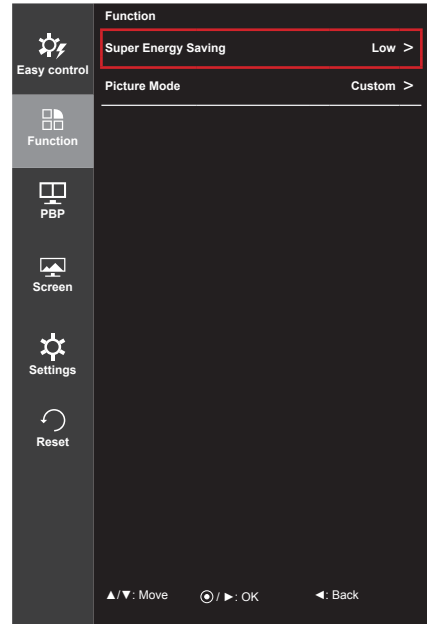 Function
Easy control
Super Energy Saving Low >
Picture Mode Custom >
Function
PBP
Screen
Settings
Reset
▲/▼: Move ⦿ / ►: OK ◄: Back